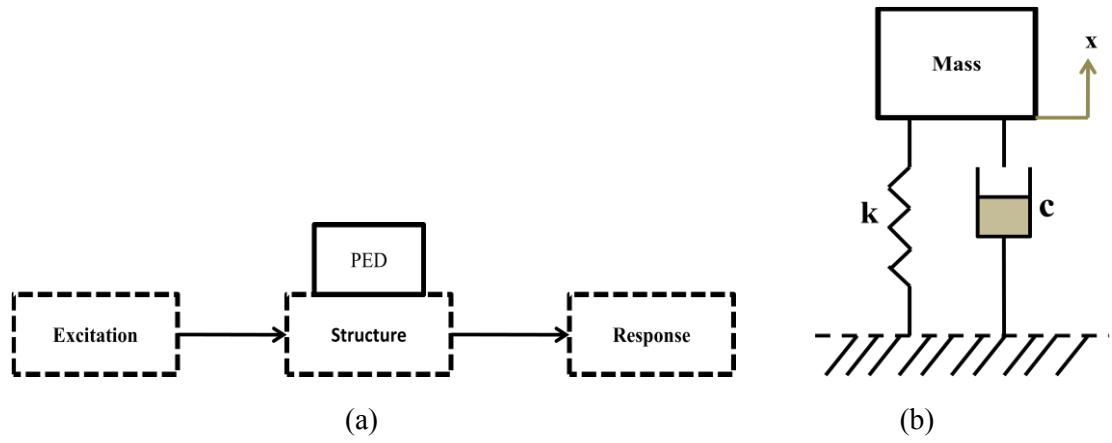 PED
Excitation
Structure
Response
(a)
Mass
x
k
c
(b)